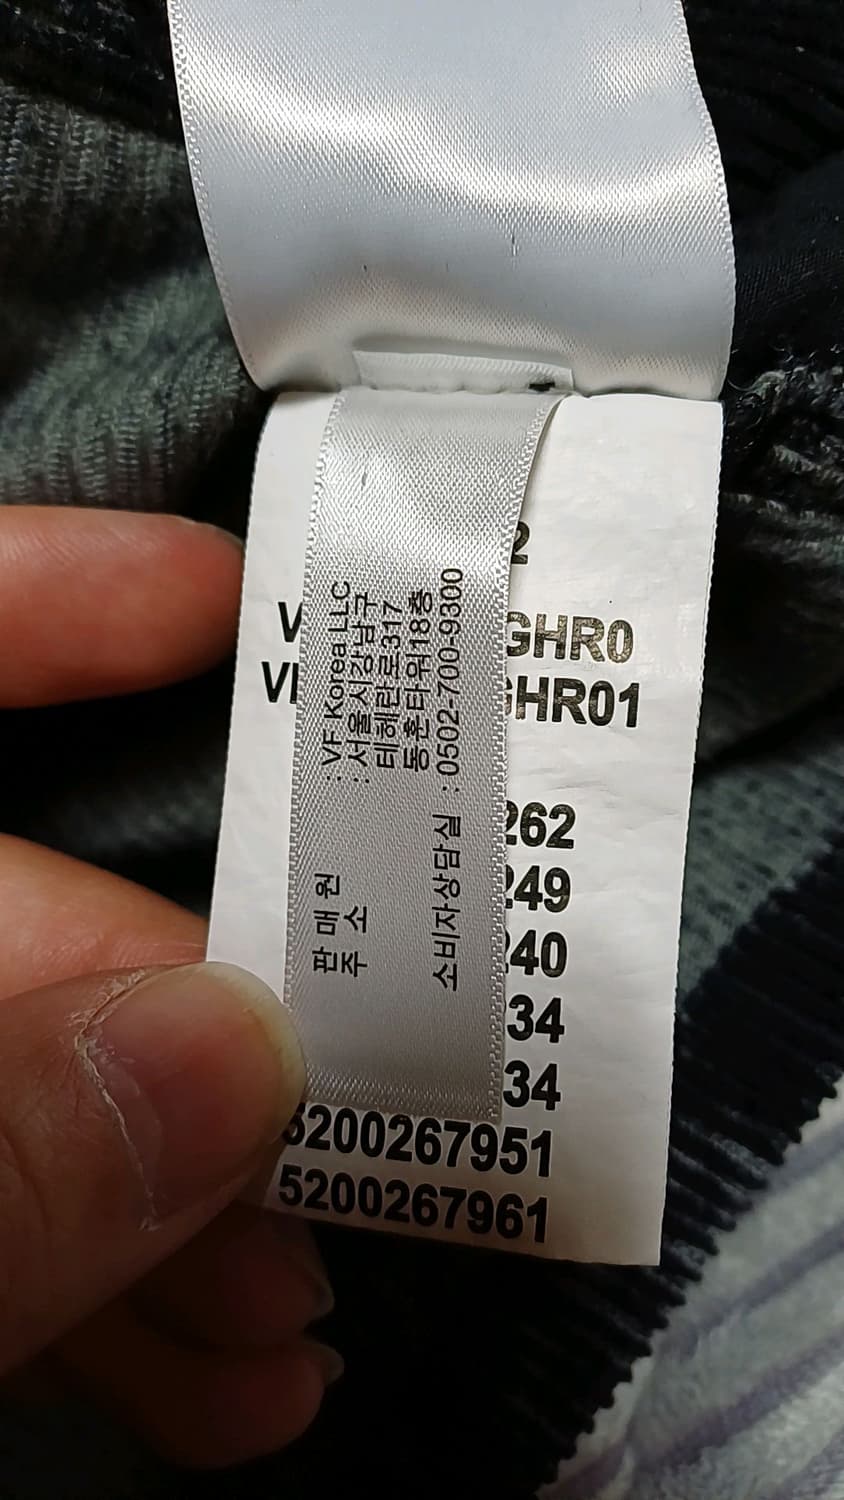 판 매 원 : VF Korea LLC
주 소 : 서울시강남구
테헤란로317
동훈타워18층
소비자상담실 : 0502-700-9300
2
V GHR0
VF GHR01
262
249
240
34
34
5200267951
5200267961